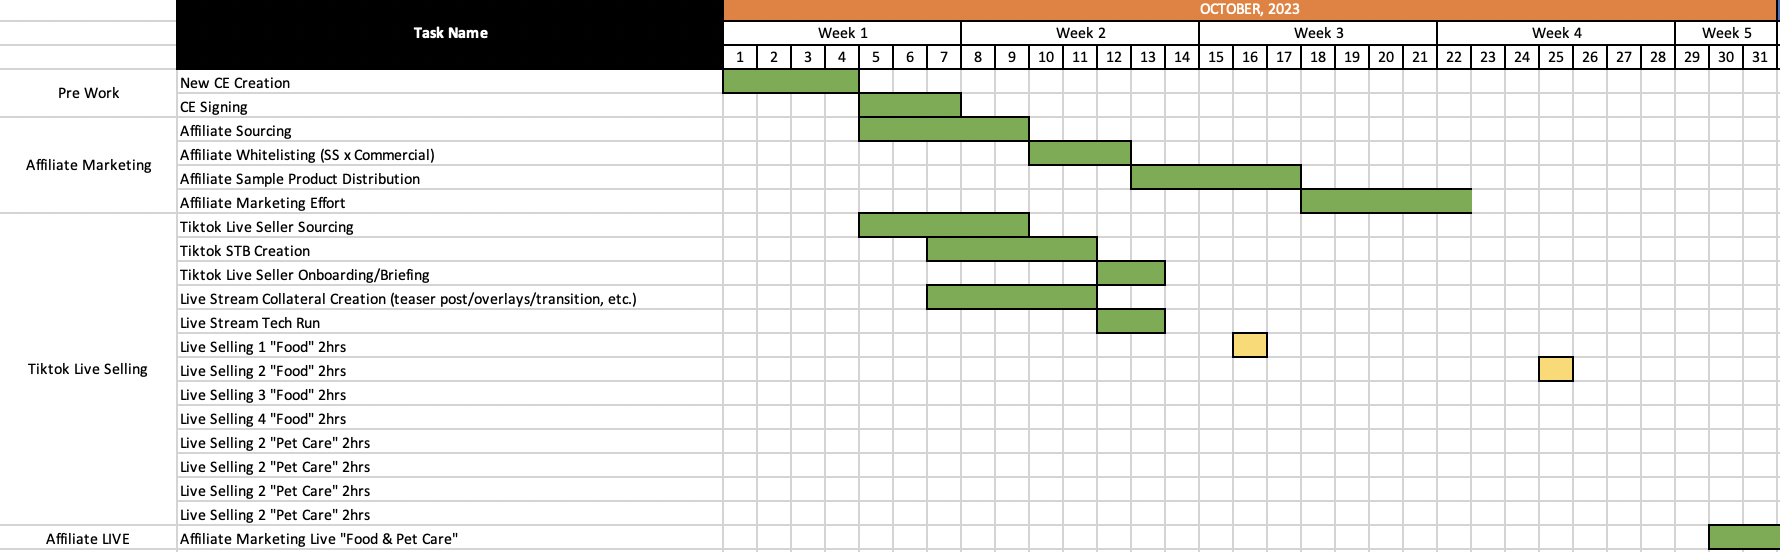 OCTOBER, 2023
Task Name
Week 1 Week 2 Week 3 Week 4 Week 5
1 2 3 4 5 6 7 8 9 10 11 12 13 14 15 16 17 18 19 20 21 22 23 24 25 26 27 28 29 30 31
Pre Work
New CE Creation
CE Signing
Affiliate Marketing
Affiliate Sourcing
Affiliate Whitelisting (SS x Commercial)
Affiliate Sample Product Distribution
Affiliate Marketing Effort
Tiktok Live Selling
Tiktok Live Seller Sourcing
Tiktok STB Creation
Tiktok Live Seller Onboarding/Briefing
Live Stream Collateral Creation (teaser post/overlays/transition, etc.)
Live Stream Tech Run
Live Selling 1 "Food" 2hrs
Live Selling 2 "Food" 2hrs
Live Selling 3 "Food" 2hrs
Live Selling 4 "Food" 2hrs
Live Selling 2 "Pet Care" 2hrs
Live Selling 2 "Pet Care" 2hrs
Live Selling 2 "Pet Care" 2hrs
Live Selling 2 "Pet Care" 2hrs
Affiliate LIVE
Affiliate Marketing Live "Food & Pet Care"